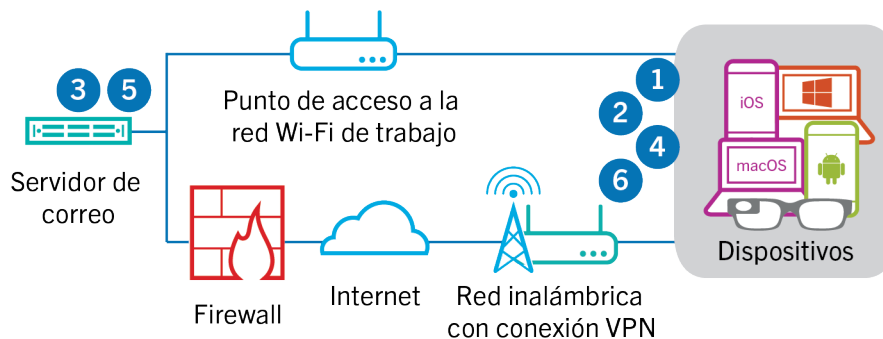 3
5
Servidor de
correo
Punto de acceso a la
red Wi-Fi de trabajo
1
2
4
6
Firewall
Internet
Red inalámbrica
con conexión VPN
iOS
macOS
Dispositivos